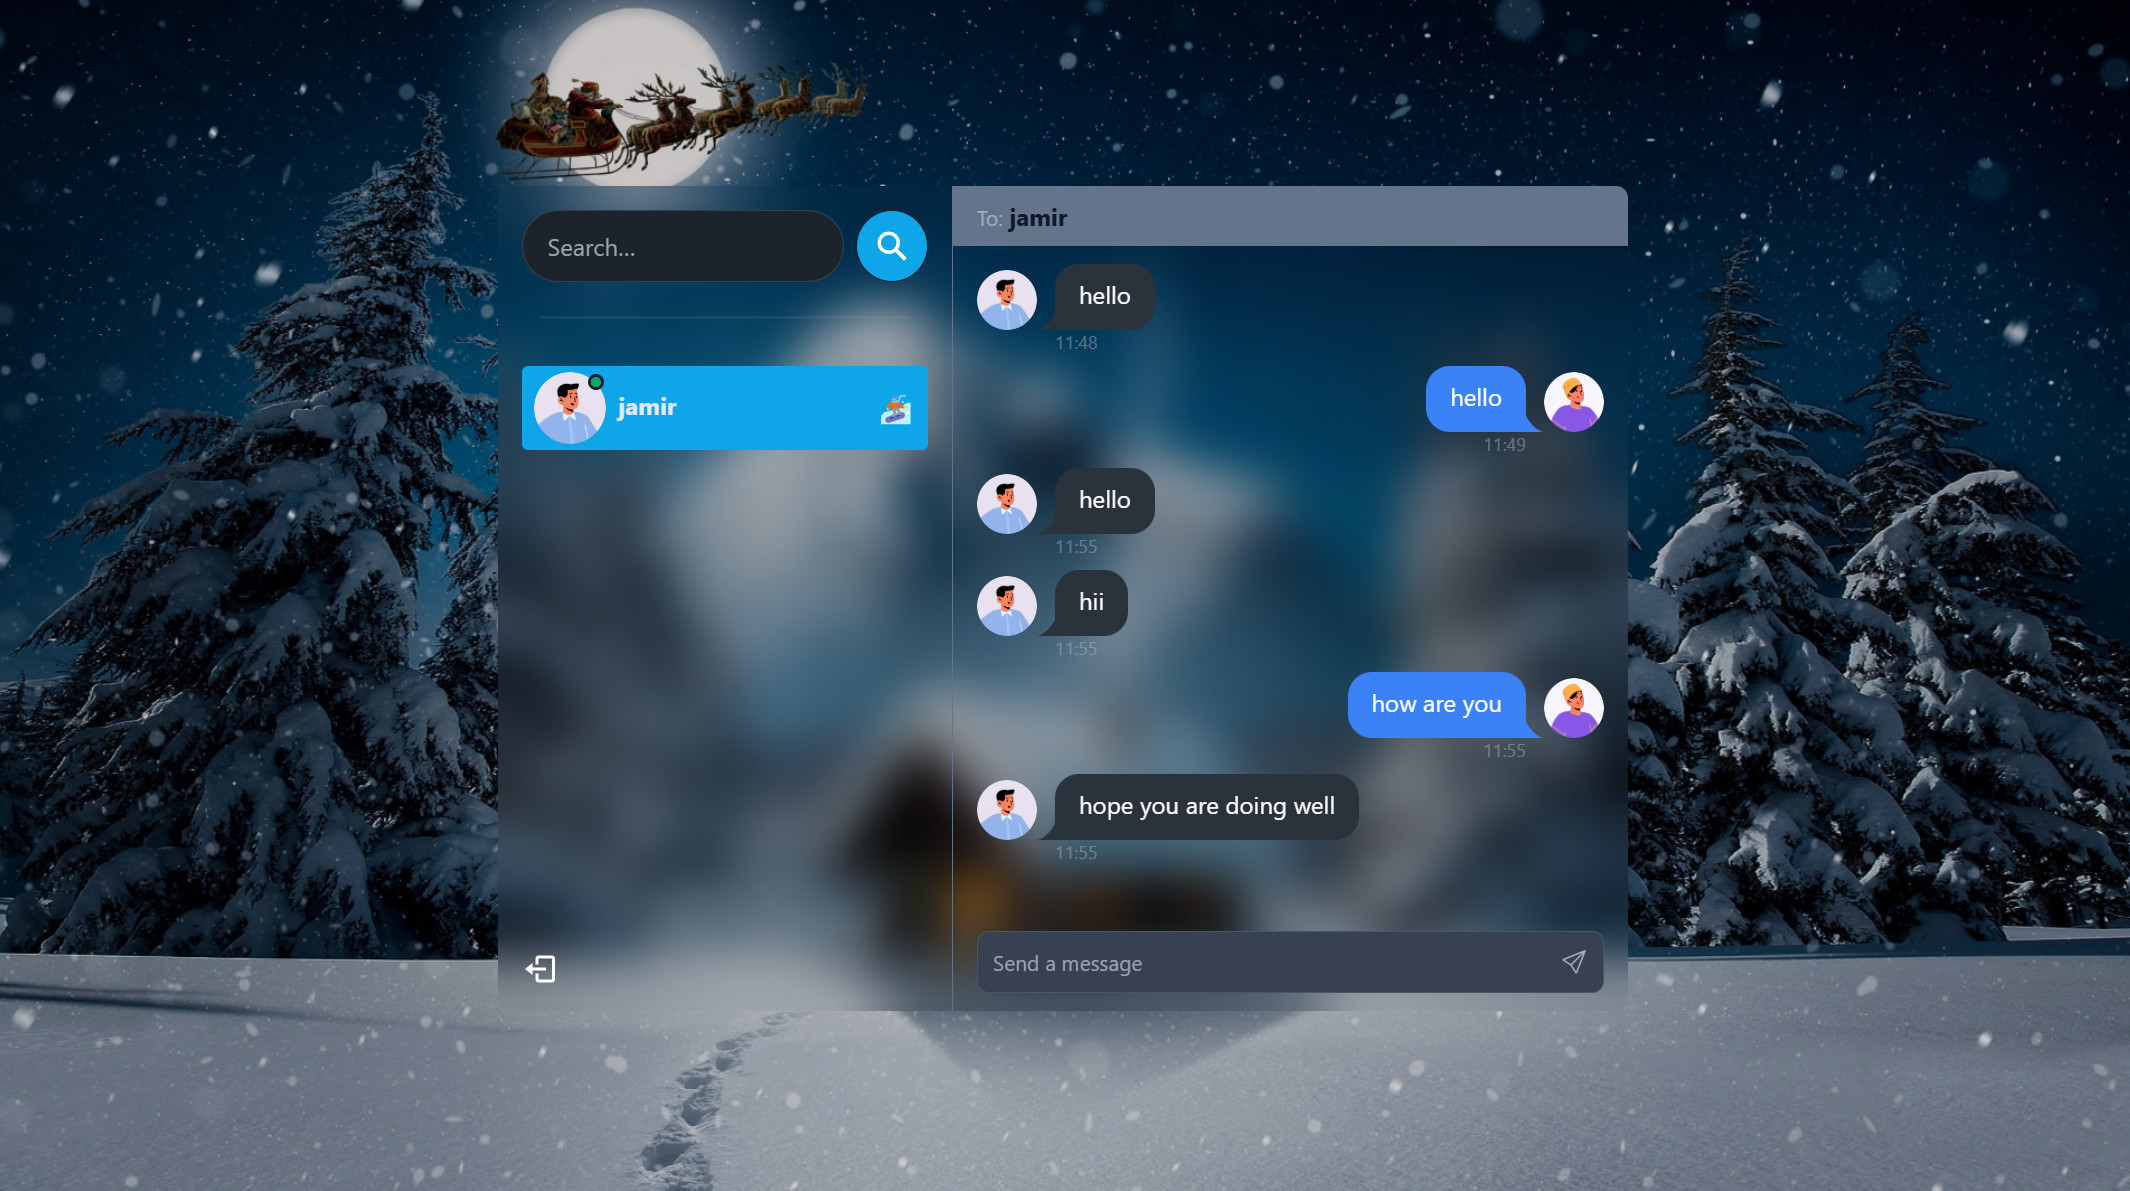 Search...
jamir
To: jamir
hello
11:48
hello
11:49
hello
11:55
hii
11:55
how are you
11:55
hope you are doing well
11:55
Send a message